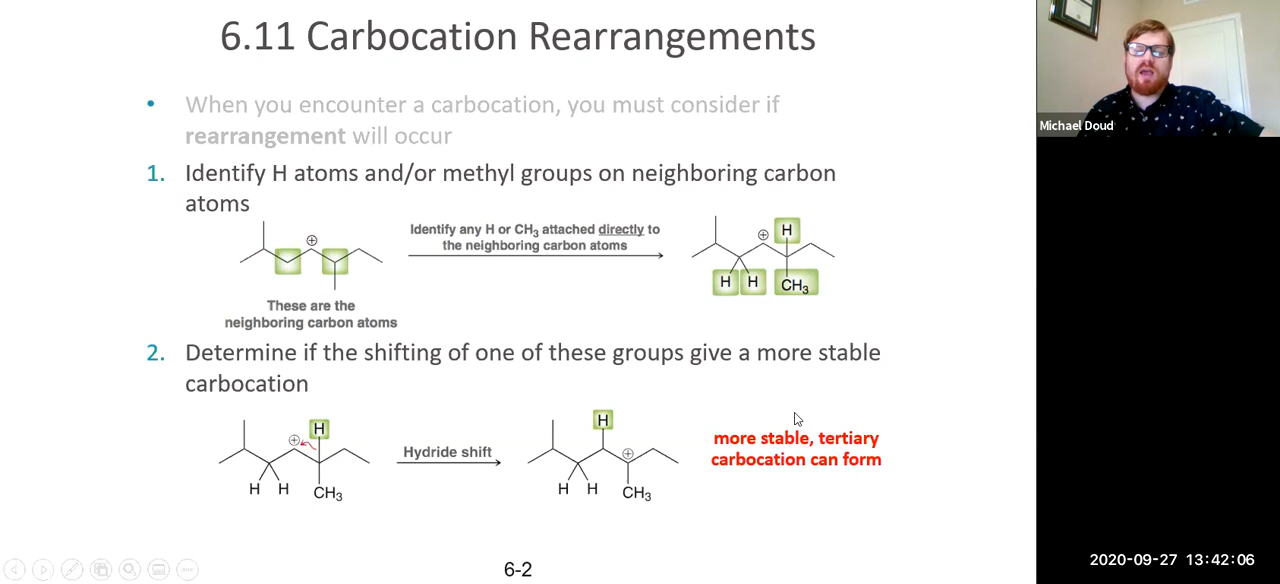 6.11 Carbocation Rearrangements
Michael Doud
• When you encounter a carbocation, you must consider if
rearrangement will occur
1. Identify H atoms and/or methyl groups on neighboring carbon
atoms
⊕
Identify any H or CH₃ attached directly to
the neighboring carbon atoms
⊕ H
H H CH₃
These are the
neighboring carbon atoms
2. Determine if the shifting of one of these groups give a more stable
carbocation
⊕ H
H H CH₃
Hydride shift
H ⊕
H H CH₃
more stable, tertiary
carbocation can form
6-2
2020-09-27 13:42:06